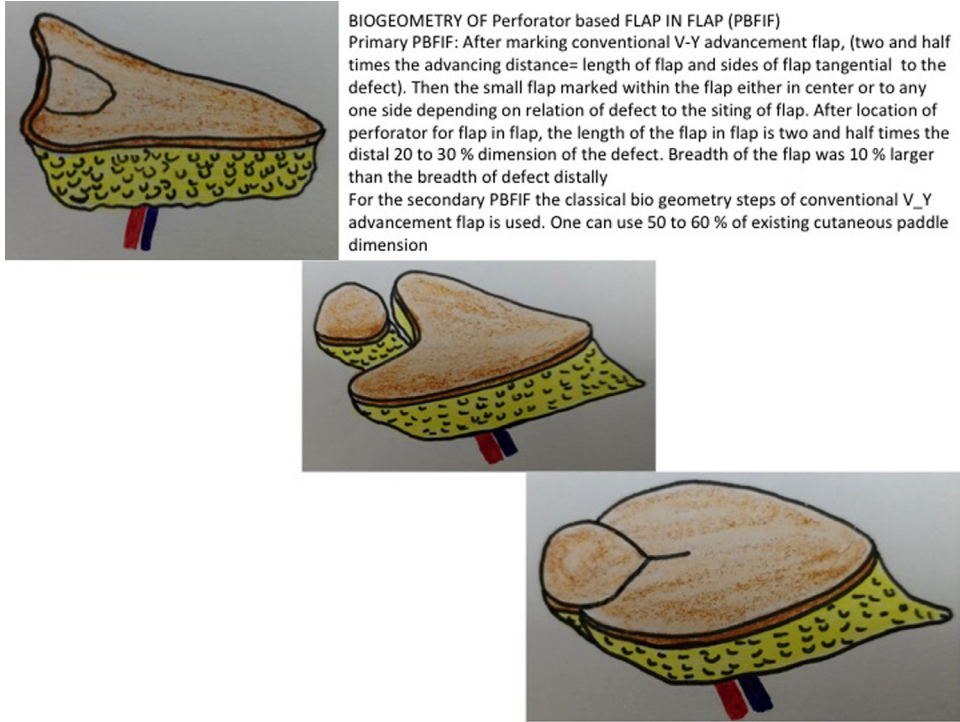 BIOGEOMETRY OF Perforator based FLAP IN FLAP (PBFIF)
Primary PBFIF: After marking conventional V-Y advancement flap, (two and half
times the advancing distance= length of flap and sides of flap tangential to the
defect). Then the small flap marked within the flap either in center or to any
one side depending on relation of defect to the siting of flap. After location of
perforator for flap in flap, the length of the flap in flap is two and half times the
distal 20 to 30 % dimension of the defect. Breadth of the flap was 10 % larger
than the breadth of defect distally
For the secondary PBFIF the classical bio geometry steps of conventional V_Y
advancement flap is used. One can use 50 to 60 % of existing cutaneous paddle
dimension